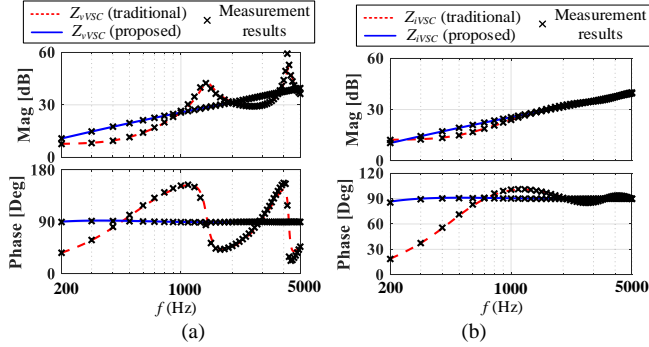 Z_vVSC (traditional) Measurement
Z_vVSC (proposed) results
Mag [dB]
60
30
0
Phase [Deg]
180
90
0
200 1000 5000
f (Hz)
(a)
Z_iVSC (traditional) Measurement
Z_iVSC (proposed) results
Mag [dB]
60
30
0
Phase [Deg]
120
90
60
30
0
200 1000 5000
f (Hz)
(b)